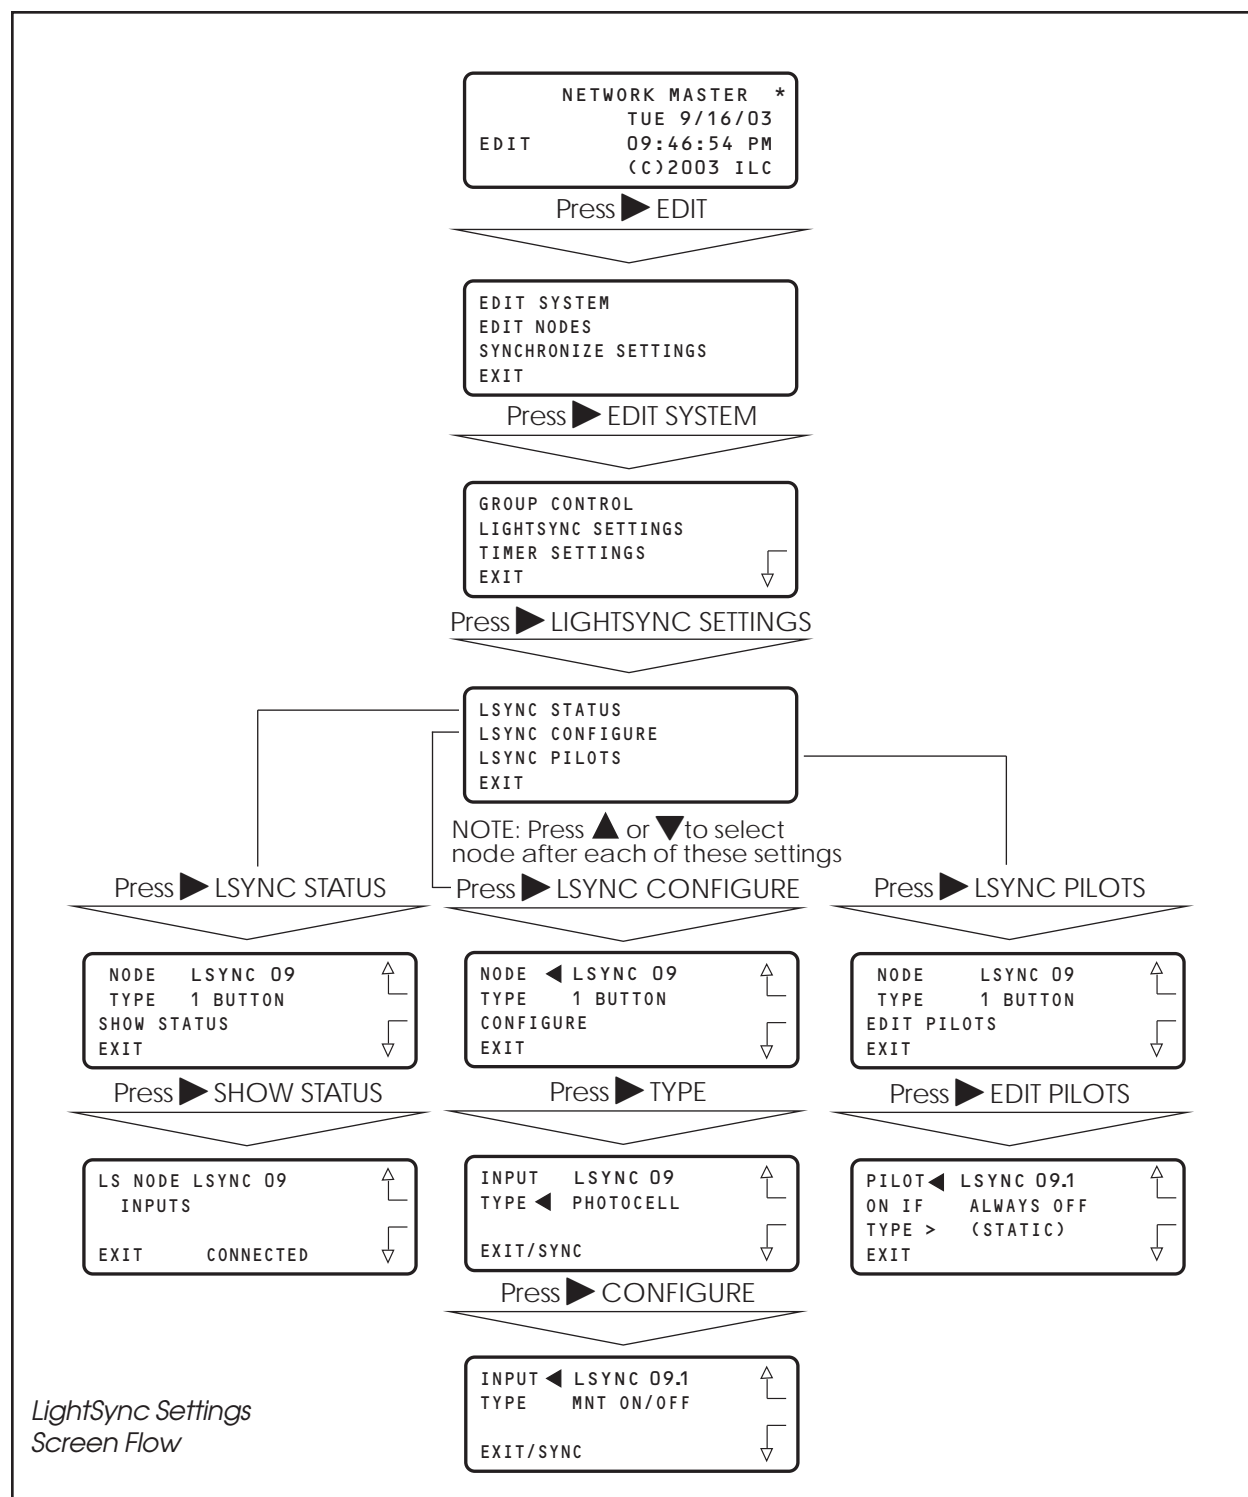 NETWORK MASTER *
TUE 9/16/03
EDIT 09:46:54 PM
(C)2003 ILC
Press ▶ EDIT
EDIT SYSTEM
EDIT NODES
SYNCHRONIZE SETTINGS
EXIT
Press ▶ EDIT SYSTEM
GROUP CONTROL
LIGHTSYNC SETTINGS
TIMER SETTINGS
EXIT
Press ▶ LIGHTSYNC SETTINGS
LSYNC STATUS
LSYNC CONFIGURE
LSYNC PILOTS
EXIT
NOTE: Press ▲ or ▼ to select
node after each of these settings
Press ▶ LSYNC STATUS
NODE LSYNC 09
TYPE 1 BUTTON
SHOW STATUS
EXIT
Press ▶ SHOW STATUS
LS NODE LSYNC 09
INPUTS
EXIT CONNECTED
Press ▶ LSYNC CONFIGURE
NODE ◀ LSYNC 09
TYPE 1 BUTTON
CONFIGURE
EXIT
Press ▶ TYPE
INPUT LSYNC 09
TYPE ◀ PHOTOCELL
EXIT/SYNC
Press ▶ CONFIGURE
INPUT ◀ LSYNC 09.1
TYPE MNT ON/OFF
EXIT/SYNC
Press ▶ LSYNC PILOTS
NODE LSYNC 09
TYPE 1 BUTTON
EDIT PILOTS
EXIT
Press ▶ EDIT PILOTS
PILOT ◀ LSYNC 09.1
ON IF ALWAYS OFF
TYPE > (STATIC)
EXIT
LightSync Settings
Screen Flow